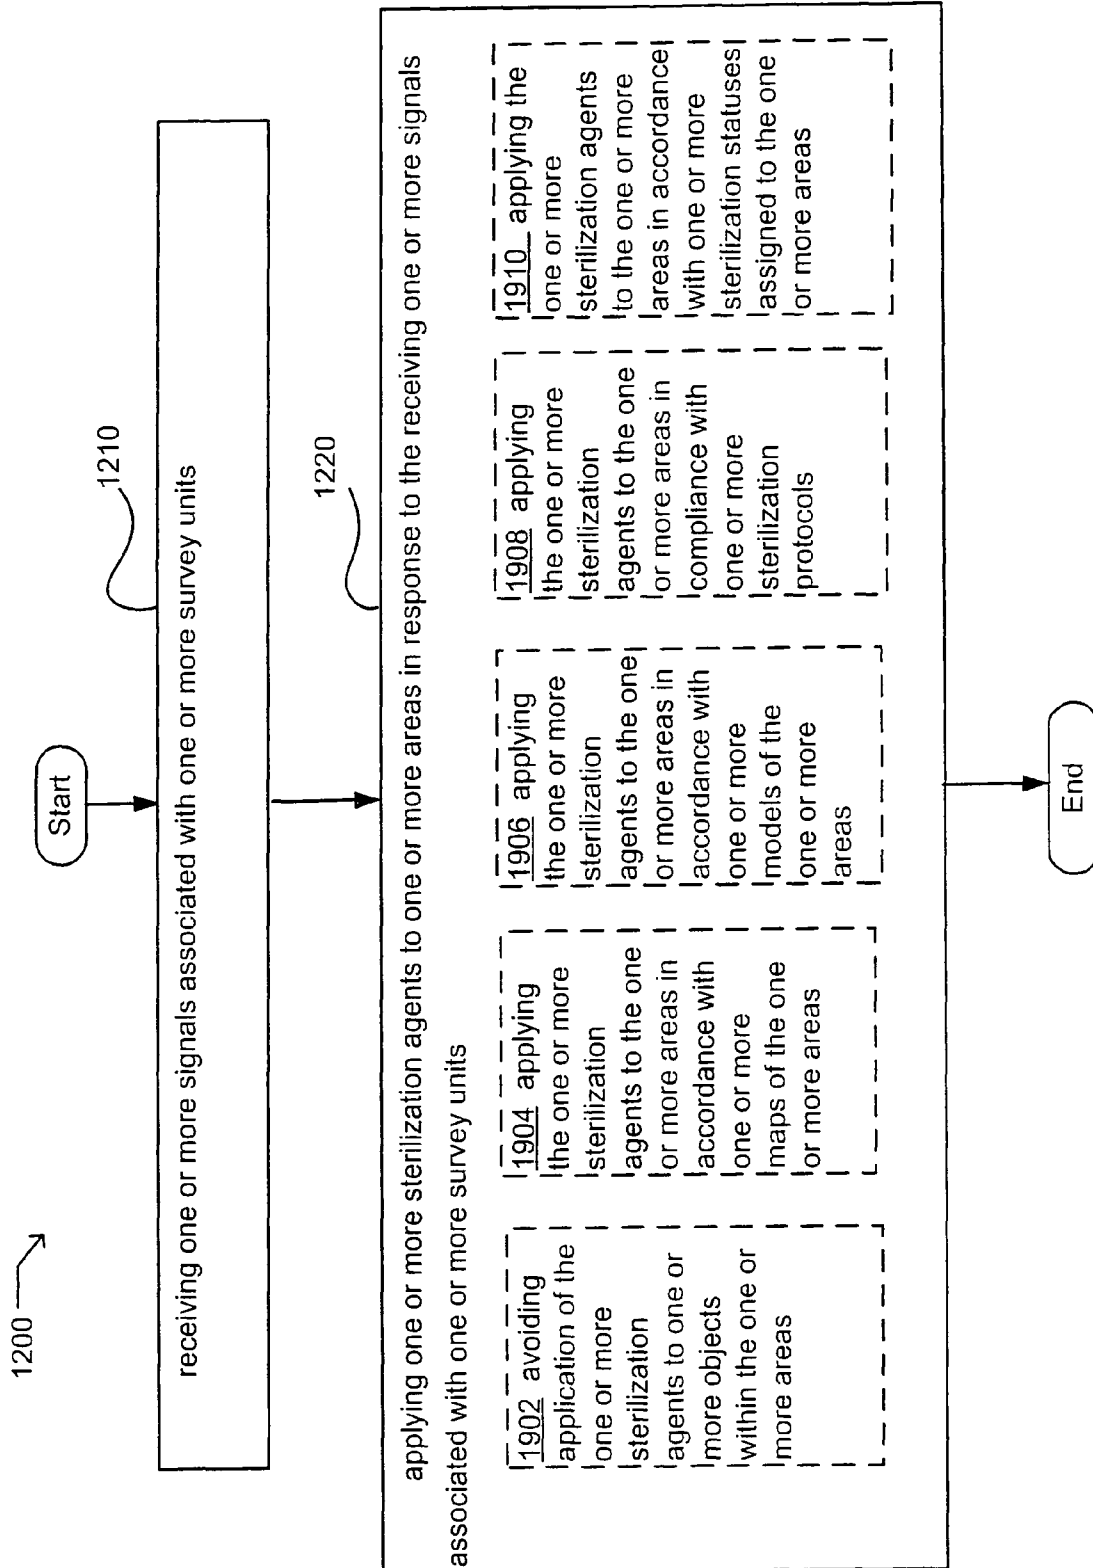 1200
Start
1210
receiving one or more signals associated with one or more survey units
1220
applying one or more sterilization agents to one or more areas in response to the receiving one or more signals
associated with one or more survey units
1902 avoiding
application of the
one or more
sterilization
agents to one or
more objects
within the one or
more areas
1904 applying
the one or more
sterilization
agents to the one
or more areas in
accordance with
one or more
maps of the one
or more areas
1906 applying
the one or more
sterilization
agents to the one
or more areas in
accordance with
one or more
models of the
one or more
areas
1908 applying
the one or more
sterilization
agents to the one
or more areas in
compliance with
one or more
sterilization
protocols
1910 applying the
one or more
sterilization agents
to the one or more
areas in accordance
with one or more
sterilization statuses
assigned to the one
or more areas
End